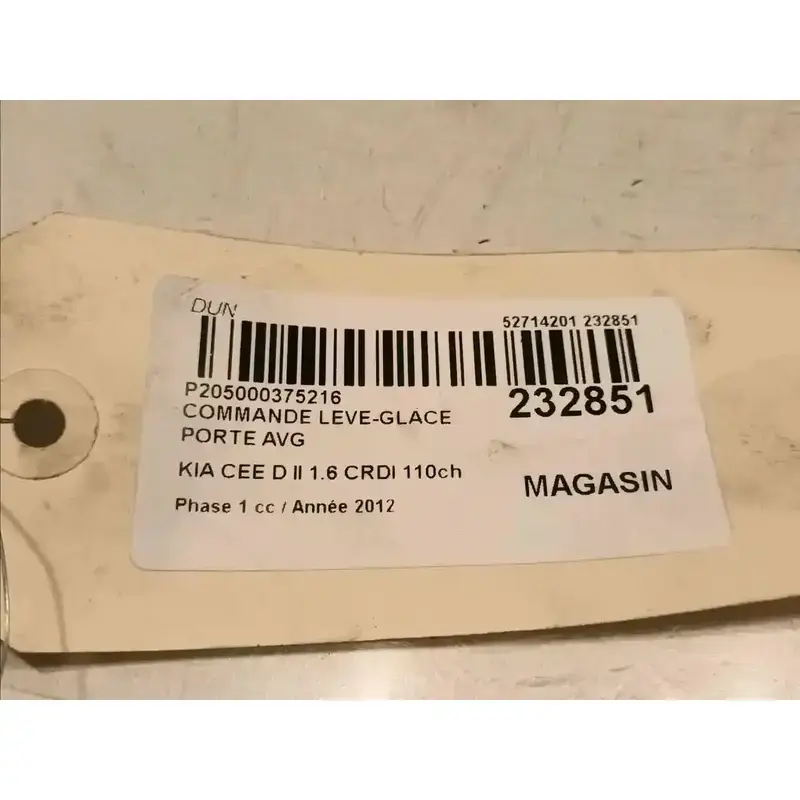 DUN
52714201 232851
P205000375216
232851
COMMANDE LEVE-GLACE
PORTE AVG
KIA CEE D II 1.6 CRDI 110ch
MAGASIN
Phase 1 cc / Année 2012